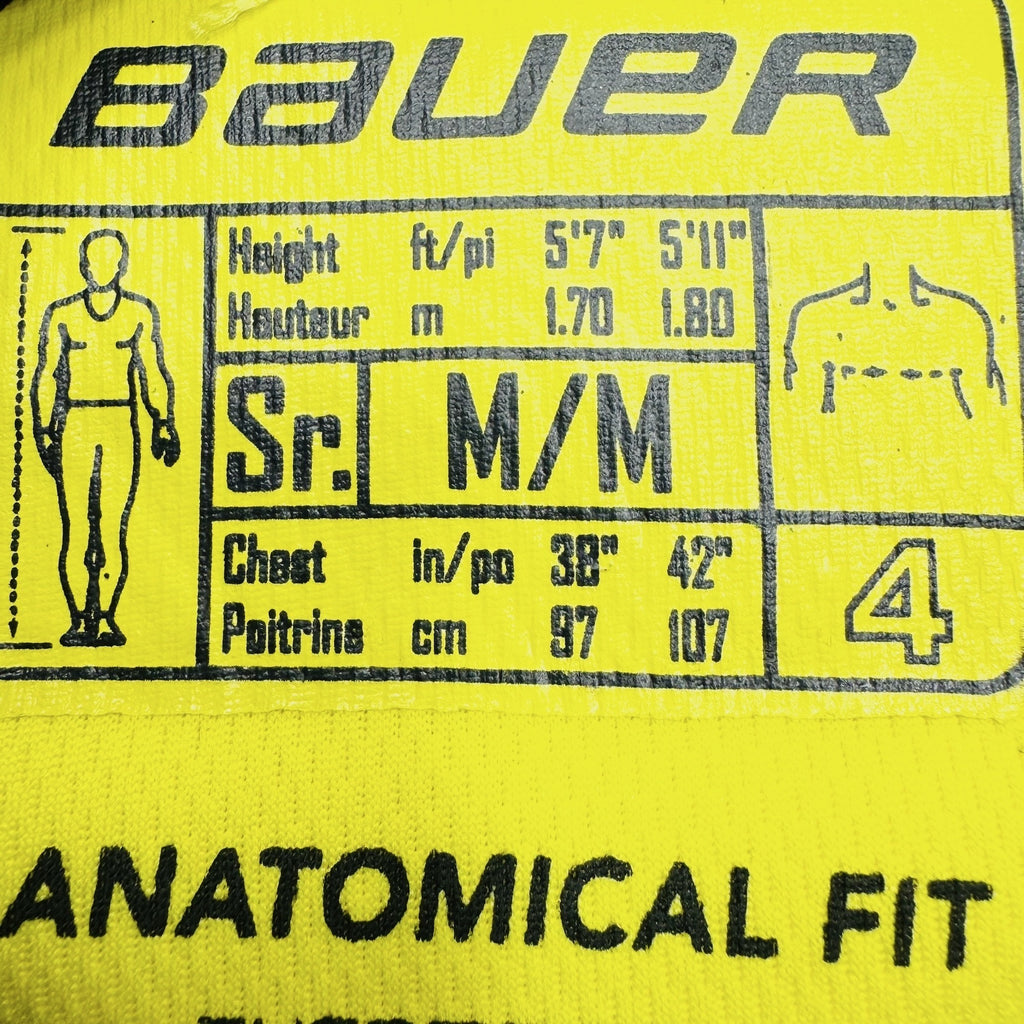 BAUER
Height ft/pi 5'7" 5'11"
Hauteur m 1.70 1.80
Sr. M/M
Chest in/po 38" 42"
Poitrine cm 97 107
4
ANATOMICAL FIT